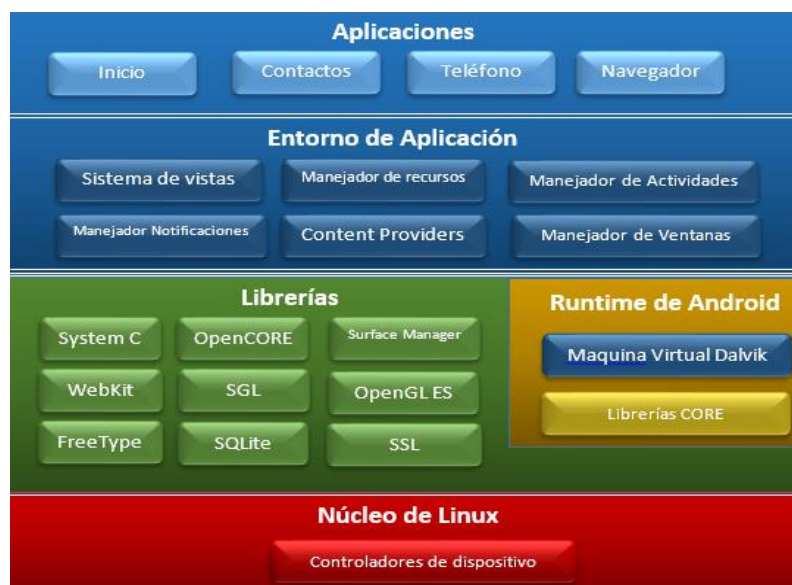 Aplicaciones
Inicio
Contactos
Teléfono
Navegador
Entorno de Aplicación
Sistema de vistas
Manejador de recursos
Manejador de Actividades
Manejador Notificaciones
Content Providers
Manejador de Ventanas
Librerías
System C
OpenCORE
Surface Manager
WebKit
SGL
OpenGL ES
FreeType
SQLite
SSL
Runtime de Android
Maquina Virtual Dalvik
Librerías CORE
Núcleo de Linux
Controladores de dispositivo